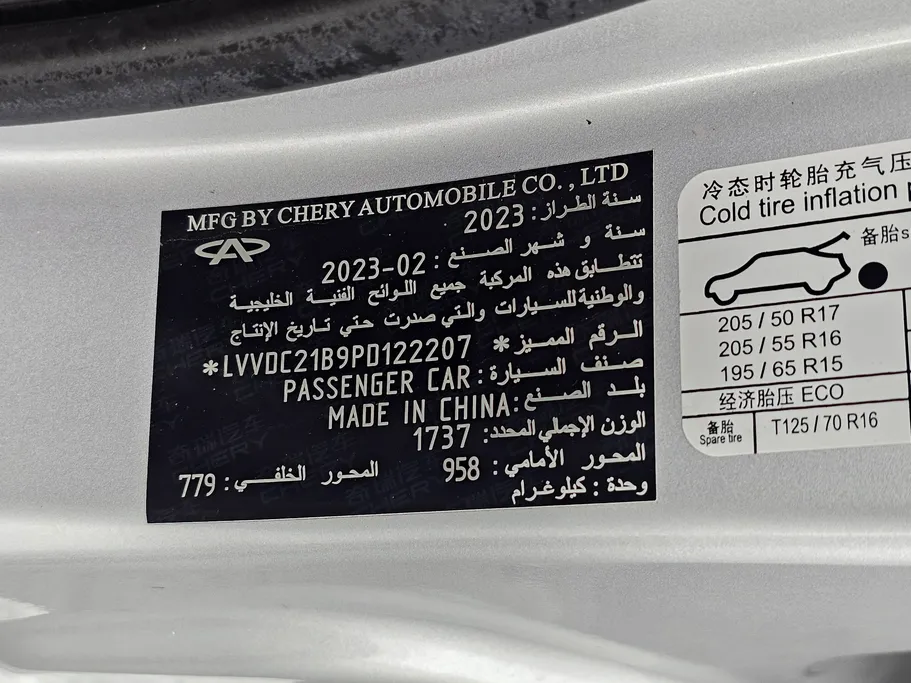 MFG BY CHERY AUTOMOBILE CO., LTD
سنة الطراز: 2023
سنة و شهر الصنع: 2023-02
تتطابق هذه المركبة جميع اللوائح الفنية الخليجية
والوطنية للسيارات والتي صدرت حتي تاريخ الإنتاج
الرقم المميز: *LVVDC21B9PD122207*
صنف السيارة: PASSENGER CAR
بلد الصنع: MADE IN CHINA
الوزن الإجمالي المحدد: 1737
المحور الأمامي: 958 المحور الخلفي: 779
وحدة: كيلوغرام
冷态时轮胎充气压
Cold tire inflation
备胎s
205 / 50 R17
205 / 55 R16
195 / 65 R15
经济胎压 ECO
备胎
Spare tire
T125 / 70 R16